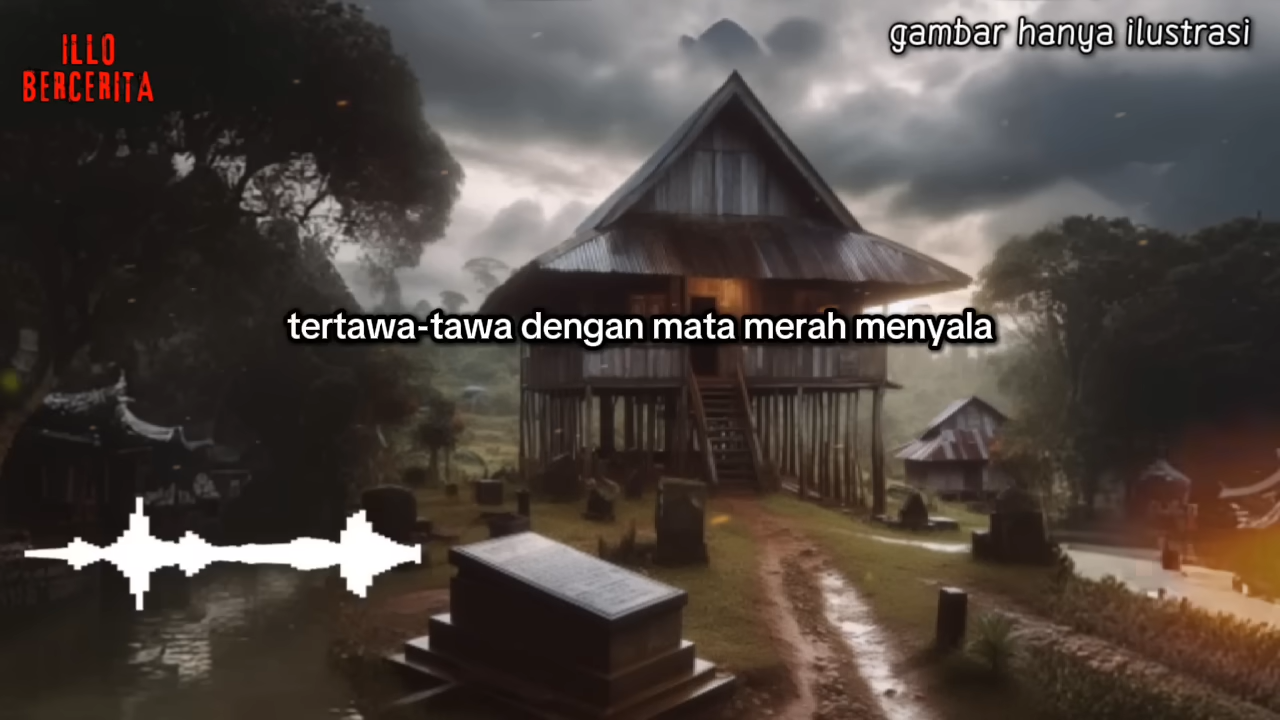 ILLO
BERCERITA
gambar hanya ilustrasi
tertawa-tawa dengan mata merah menyala